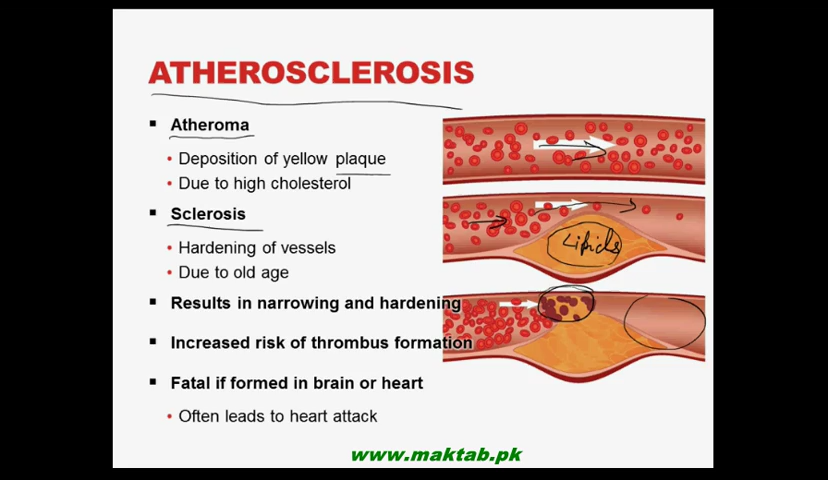 ATHEROSCLEROSIS
▪ Atheroma
• Deposition of yellow plaque
• Due to high cholesterol
▪ Sclerosis
• Hardening of vessels
• Due to old age
▪ Results in narrowing and hardening
▪ Increased risk of thrombus formation
▪ Fatal if formed in brain or heart
• Often leads to heart attack
Lipids
www.maktab.pk